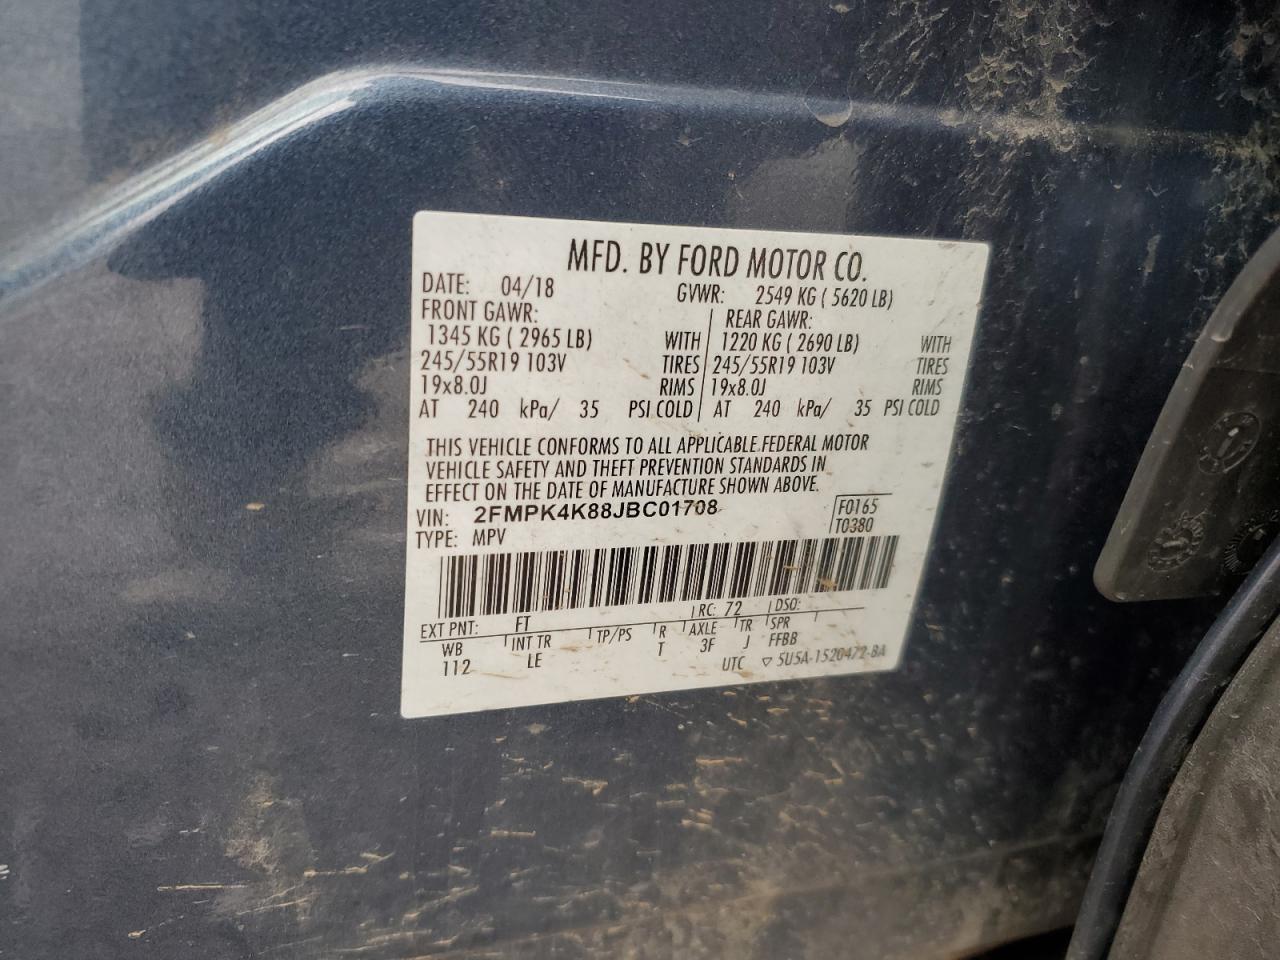 MFD. BY FORD MOTOR CO.
DATE: 04/18 GVWR: 2549 KG ( 5620 LB)
FRONT GAWR: REAR GAWR:
1345 KG ( 2965 LB) WITH 1220 KG ( 2690 LB) WITH
245/55R19 103V TIRES 245/55R19 103V TIRES
19x8.0J RIMS 19x8.0J RIMS
AT 240 kPa/ 35 PSI COLD AT 240 kPa/ 35 PSI COLD
THIS VEHICLE CONFORMS TO ALL APPLICABLE FEDERAL MOTOR
VEHICLE SAFETY AND THEFT PREVENTION STANDARDS IN
EFFECT ON THE DATE OF MANUFACTURE SHOWN ABOVE.
VIN: 2FMPK4K88JBC01708 F0165
TYPE: MPV T0380
EXT PNT: FT RC: 72 DSO:
WB INT TR TP/PS R AXLE TR SPR
112 LE T 3F J FFBB
UTC ▽ 5U5A-1520472-BA